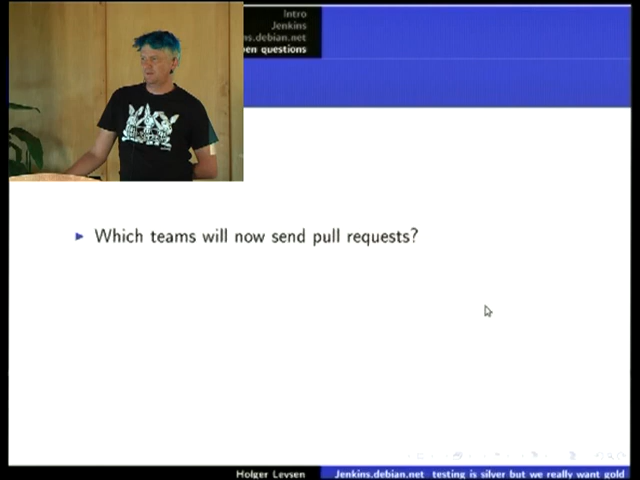 Intro
Jenkins
ns.debian.net
en questions
Which teams will now send pull requests?
Holger Levsen
Jenkins.debian.net testing is silver but we really want gold